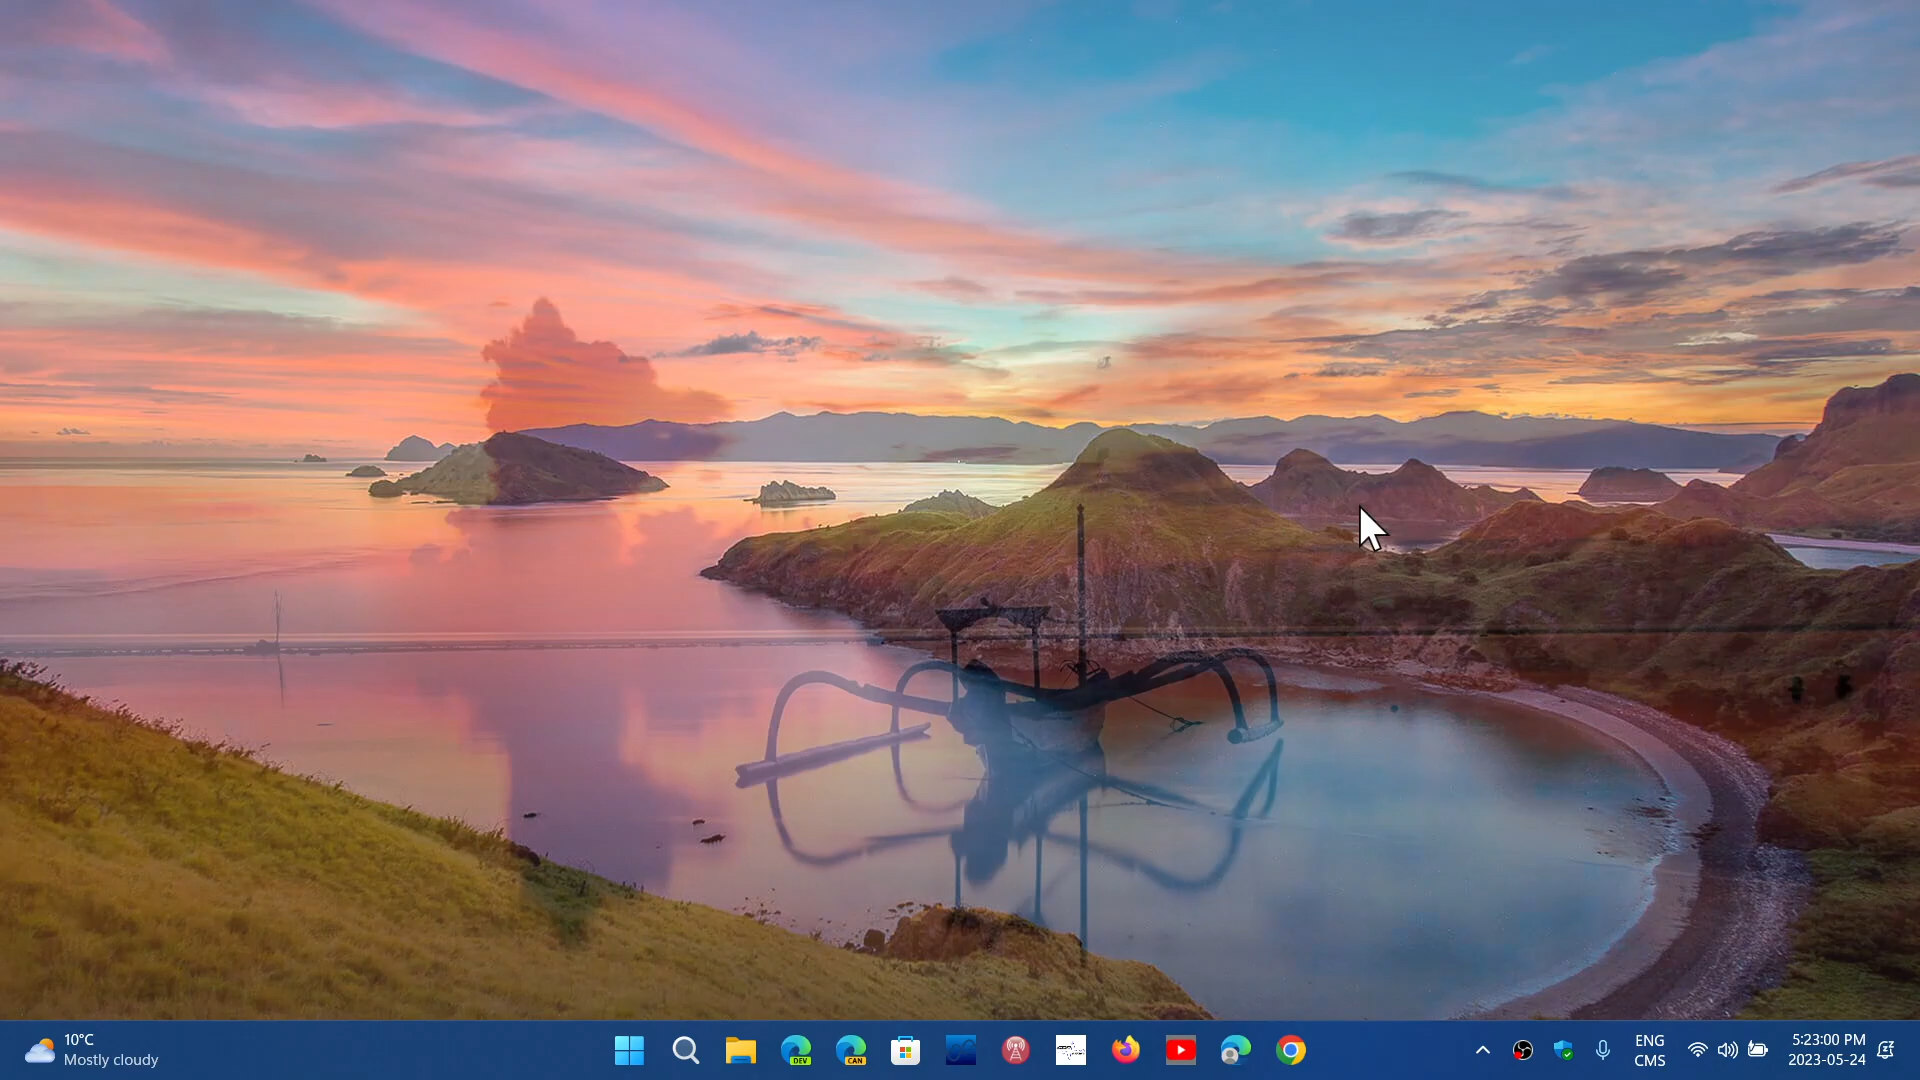 10°C
Mostly cloudy
DEV
CAN
ENG
CMS
5:23:00 PM
2023-05-24